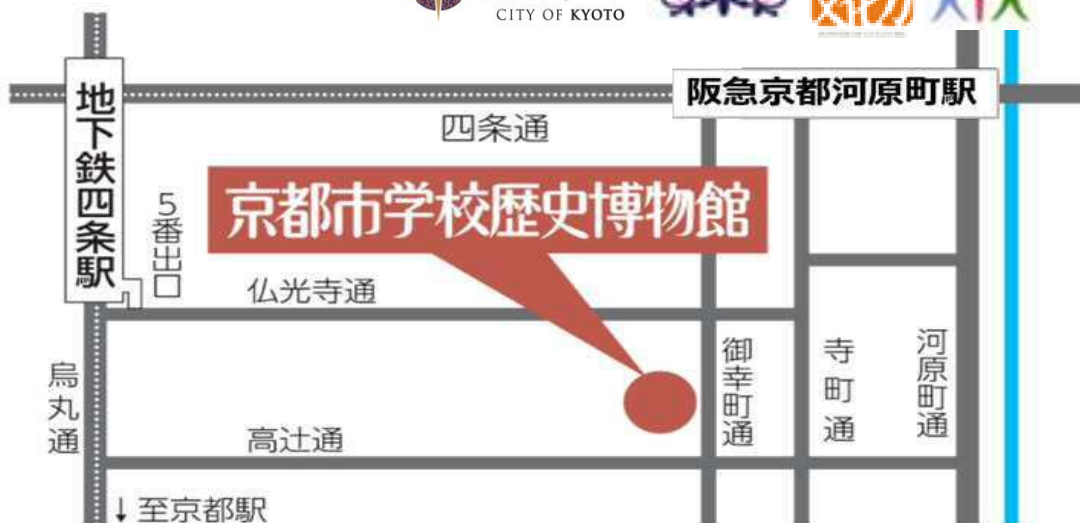 CITY OF KYOTO
阪急京都河原町駅
地下鉄四条駅
四条通
京都市学校歴史博物館
5番出口
仏光寺通
御幸町通
寺町通
河原町通
烏丸通
高辻通
↓至京都駅